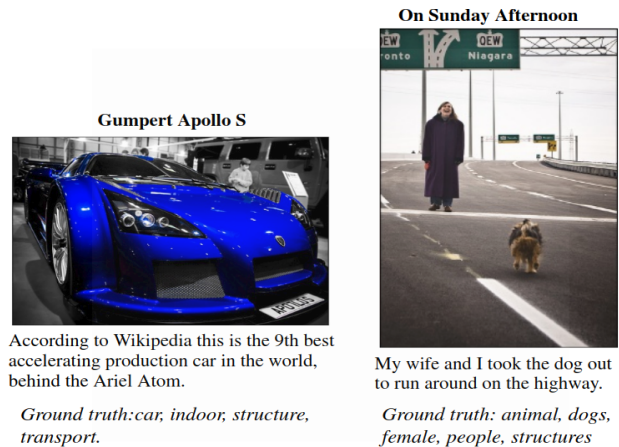 Gumpert Apollo S
According to Wikipedia this is the 9th best
accelerating production car in the world,
behind the Ariel Atom.
Ground truth:car, indoor, structure,
transport.
On Sunday Afternoon
QEW
ronto
QEW
Niagara
My wife and I took the dog out
to run around on the highway.
Ground truth: animal, dogs,
female, people, structures